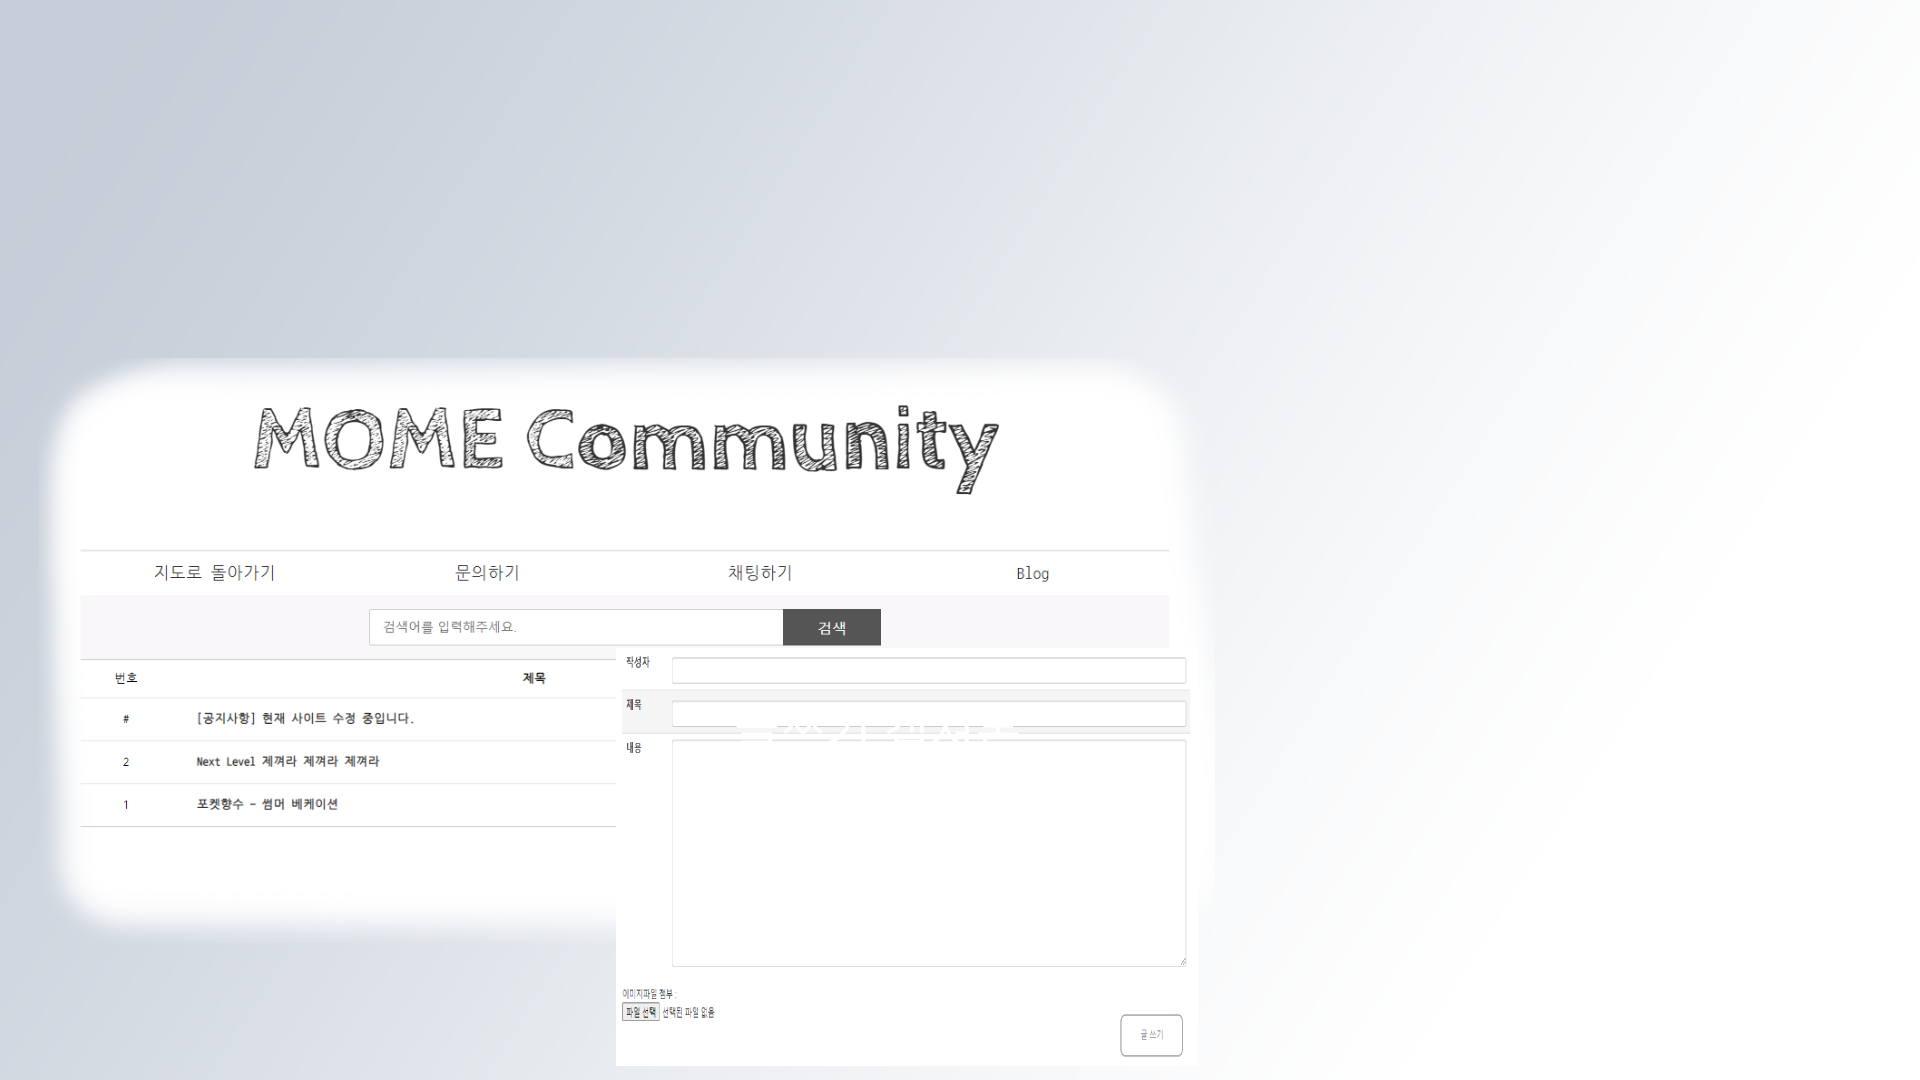 MOME Community
지도로 돌아가기 문의하기 채팅하기 Blog
검색어를 입력해주세요. 검색
번호 제목
# [공지사항] 현재 사이트 수정 중입니다.
2 Next Level 제껴라 제껴라 제껴라
1 포켓향수 - 썸머 베케이션
작성자
제목
내용
이미지파일 첨부 :
파일 선택 선택된 파일 없음
글 쓰기